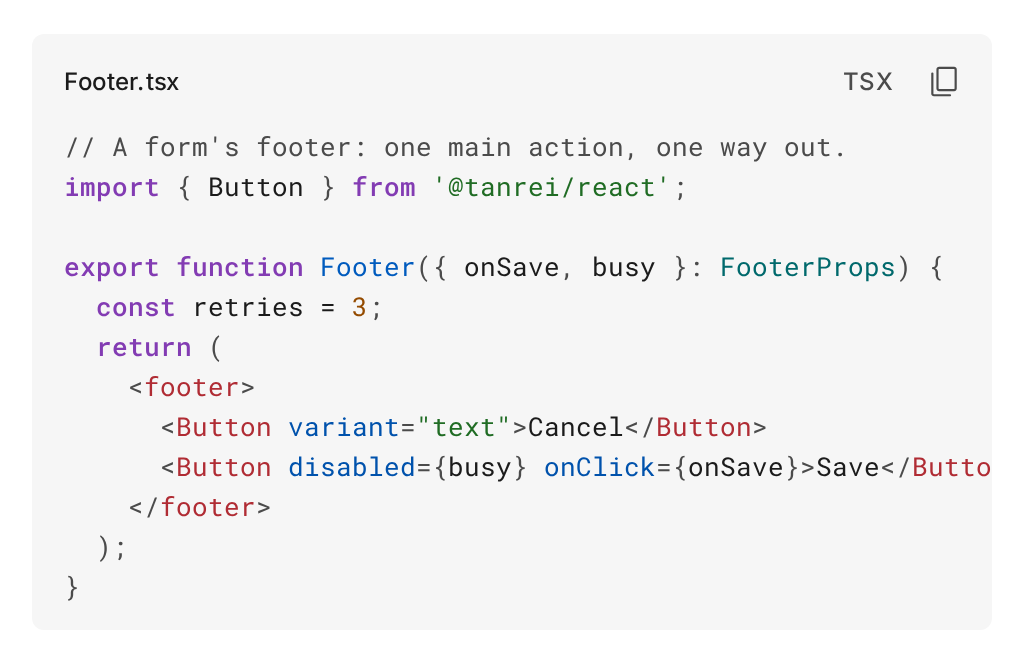 Footer.tsx
TSX
// A form's footer: one main action, one way out.
import { Button } from '@tanrei/react';
export function Footer({ onSave, busy }: FooterProps) {
  const retries = 3;
  return (
    <footer>
      <Button variant="text">Cancel</Button>
      <Button disabled={busy} onClick={onSave}>Save</Butto
    </footer>
  );
}